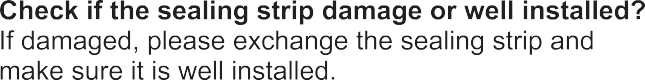 Check if the sealing strip damage or well installed?
If damaged, please exchange the sealing strip and
make sure it is well installed.